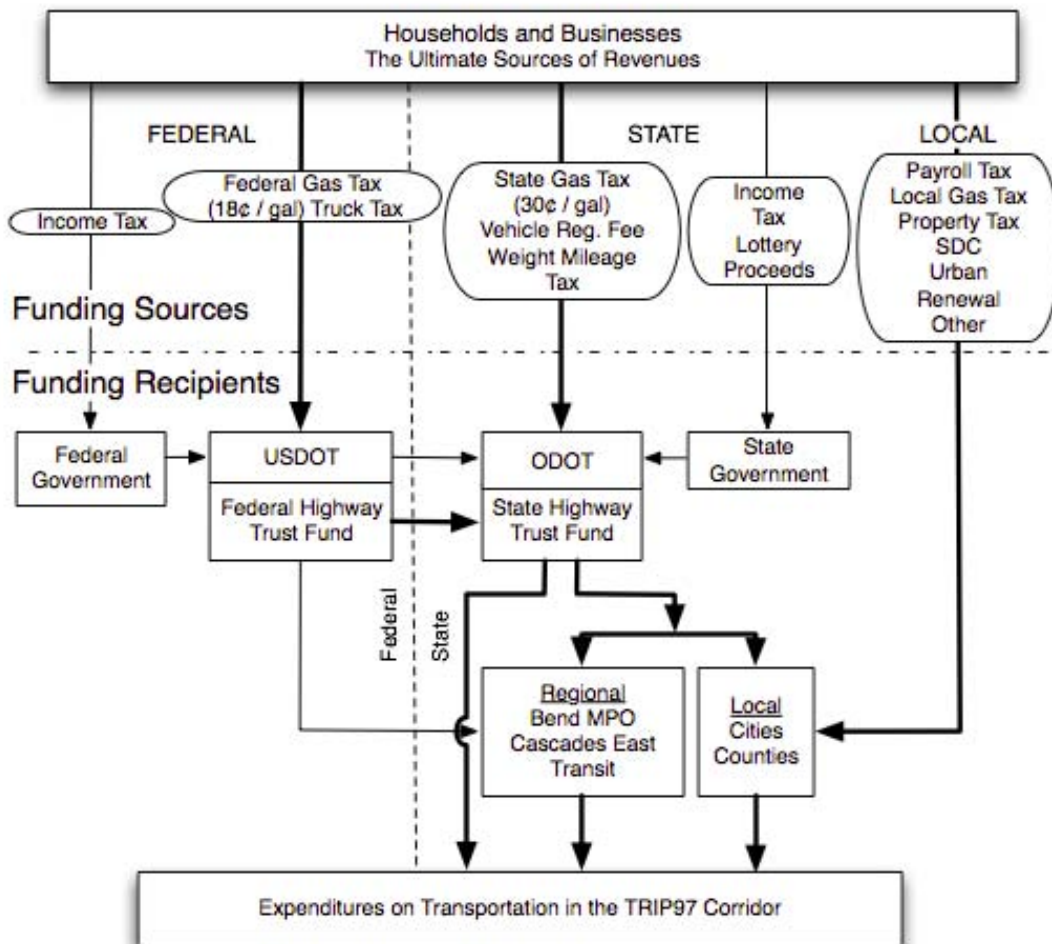 Households and Businesses
The Ultimate Sources of Revenues
FEDERAL
STATE
LOCAL
Income Tax
Federal Gas Tax
(18¢ / gal) Truck Tax
State Gas Tax
(30¢ / gal)
Vehicle Reg. Fee
Weight Mileage
Tax
Income
Tax
Lottery
Proceeds
Payroll Tax
Local Gas Tax
Property Tax
SDC
Urban
Renewal
Other
Funding Sources
Funding Recipients
Federal
Government
USDOT
Federal Highway
Trust Fund
ODOT
State Highway
Trust Fund
State
Government
Federal
State
Regional
Bend MPO
Cascades East
Transit
Local
Cities
Counties
Expenditures on Transportation in the TRIP97 Corridor